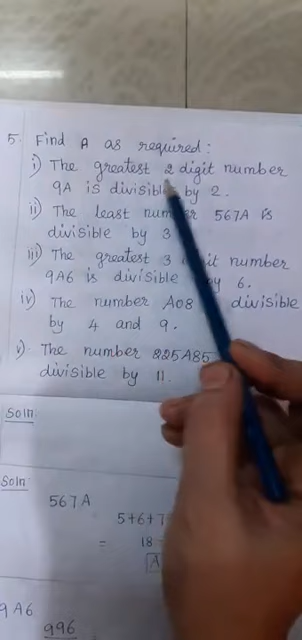 5. Find A as required:
i) The greatest 2 digit number
9A is divisible by 2.
ii) The least number 567A is
divisible by 3
iii) The greatest 3 digit number
9A6 is divisible by 6.
iv) The number A08 divisible
by 4 and 9.
v) The number 225A85
divisible by 11.
Soln
Soln
567A
5+6+7
= 18
A
9A6
996